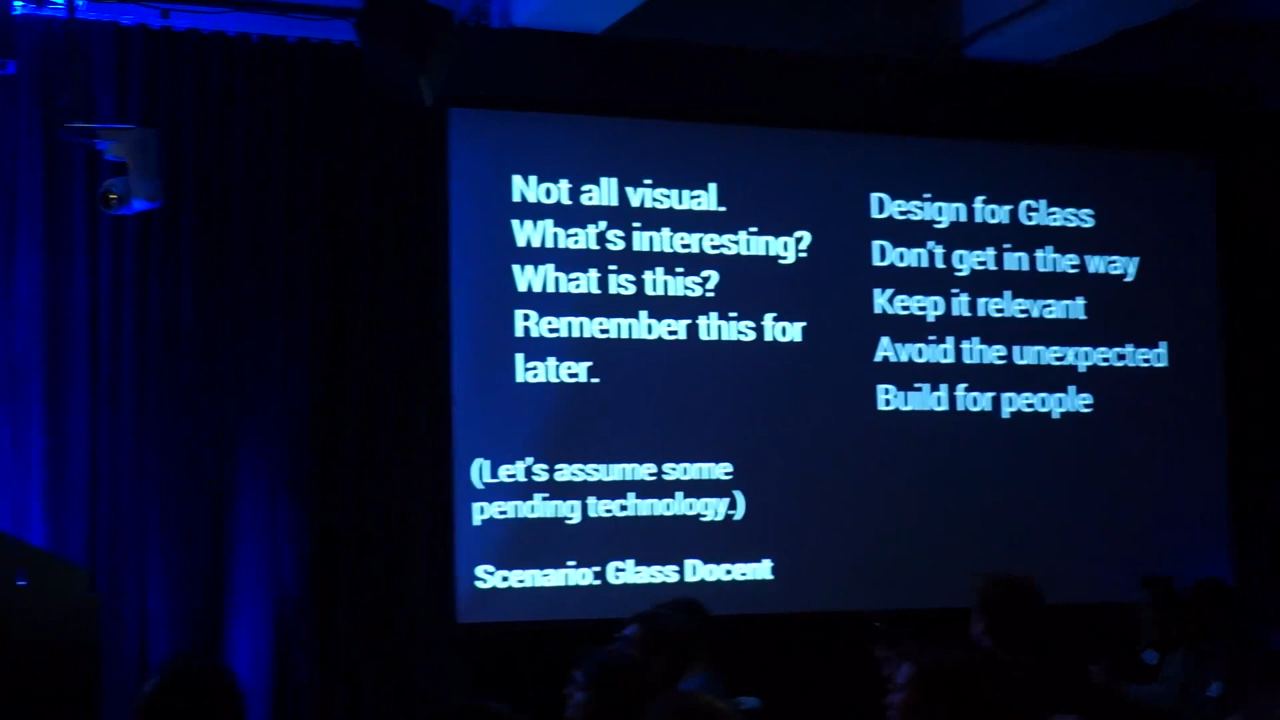 Not all visual.
What's interesting?
What is this?
Remember this for
later.
(Let's assume some
pending technology.)
Scenario: Glass Docent
Design for Glass
Don't get in the way
Keep it relevant
Avoid the unexpected
Build for people